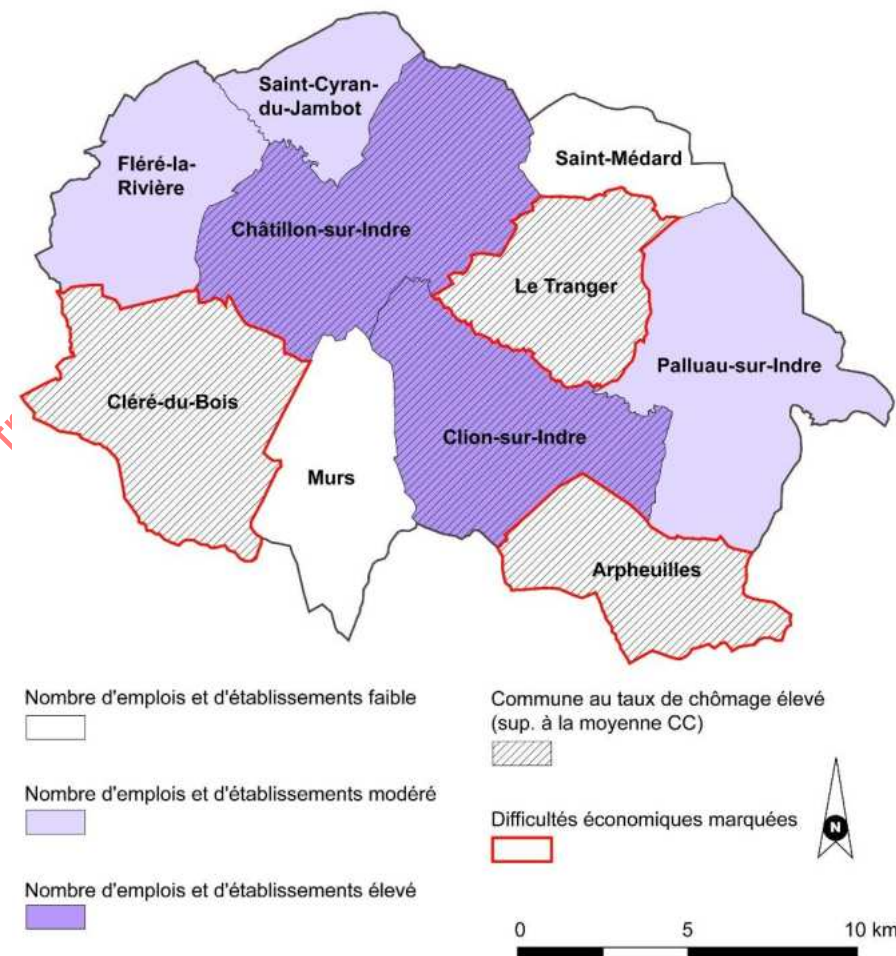 Saint-Cyran-
du-Jambot
Fléré-la-
Rivière
Saint-Médard
Châtillon-sur-Indre
Le Tranger
Palluau-sur-Indre
Cléré-du-Bois
Clion-sur-Indre
Murs
Arpheuilles
Nombre d'emplois et d'établissements faible
Nombre d'emplois et d'établissements modéré
Nombre d'emplois et d'établissements élevé
Commune au taux de chômage élevé
(sup. à la moyenne CC)
Difficultés économiques marquées
N
0 5 10 km